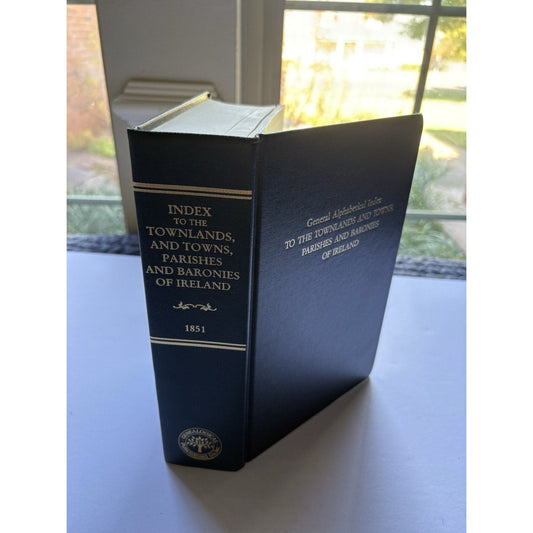 INDEX
TO THE
TOWNLANDS,
AND TOWNS,
PARISHES
AND BARONIES
OF IRELAND
1851
GENEALOGICAL
General Alphabetical Index
TO THE TOWNLANDS AND TOWNS,
PARISHES AND BARONIES
OF IRELAND